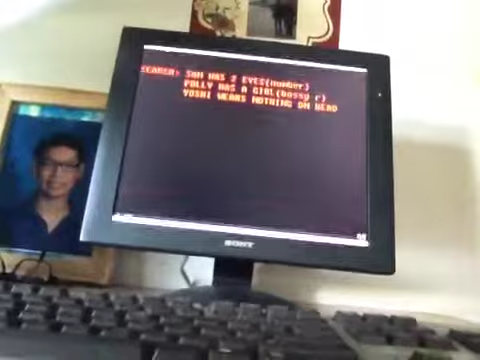 SEARCH> SAM HAS 2 EYES(number)
POLLY HAS A GIRL(bossy r)
YOSHI WEARS NOTHING ON HEAD
SONY